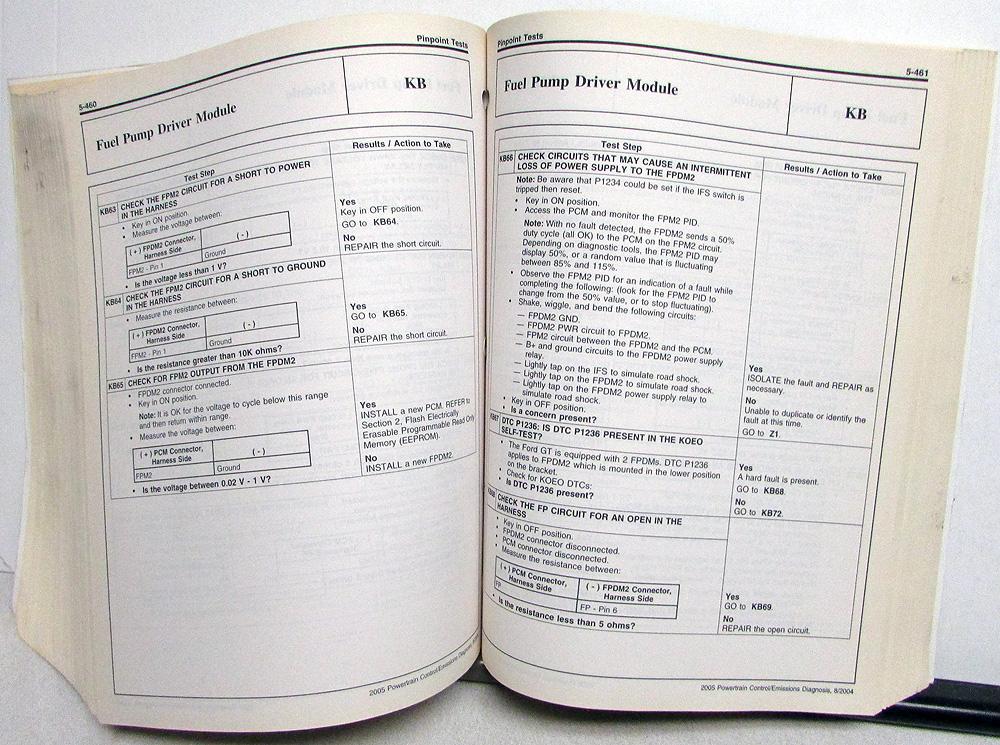 Pinpoint Tests
5-460
Fuel Pump Driver Module
KB
Test Step
Results / Action to Take
KB63
CHECK THE FPM2 CIRCUIT FOR A SHORT TO POWER
IN THE HARNESS
• Key in ON position.
• Measure the voltage between:
(+) FPDM2 Connector,
Harness Side
(-)
FPM2 - Pin 1
Ground
• Is the voltage less than 1 V?
Yes
Key in OFF position.
GO to KB64.
No
REPAIR the short circuit.
KB64
CHECK THE FPM2 CIRCUIT FOR A SHORT TO GROUND
IN THE HARNESS
• Measure the resistance between:
(+) FPDM2 Connector,
Harness Side
(-)
FPM2 - Pin 1
Ground
• Is the resistance greater than 10K ohms?
Yes
GO to KB65.
No
REPAIR the short circuit.
KB65
CHECK FOR FPM2 OUTPUT FROM THE FPDM2
• FPDM2 connector connected.
• Key in ON position.
Note: It is OK for the voltage to cycle below this range
and then return within range.
• Measure the voltage between:
(+) PCM Connector,
Harness Side
(-)
FPM2
Ground
• Is the voltage between 0.02 V - 1 V?
Yes
INSTALL a new PCM. REFER to
Section 2, Flash Electrically
Erasable Programmable Read Only
Memory (EEPROM).
No
INSTALL a new FPDM2.
2005 Powertrain Control/Emissions Diagnosis,
Pinpoint Tests
5-461
Fuel Pump Driver Module
KB
Test Step
Results / Action to Take
KB66
CHECK CIRCUITS THAT MAY CAUSE AN INTERMITTENT
LOSS OF POWER SUPPLY TO THE FPDM2
Note: Be aware that P1234 could be set if the IFS switch is
tripped then reset.
• Key in ON position.
• Access the PCM and monitor the FPM2 PID.
Note: With no fault detected, the FPDM2 sends a 50%
duty cycle (all OK) to the PCM on the FPM2 circuit.
Depending on diagnostic tools, the FPM2 PID may
display 50%, or a random value that is fluctuating
between 85% and 115%.
• Observe the FPM2 PID for an indication of a fault while
completing the following: (look for the FPM2 PID to
change from the 50% value, or to stop fluctuating).
• Shake, wiggle, and bend the following circuits:
— FPDM2 GND.
— FPDM2 PWR circuit to FPDM2.
— FPM2 circuit between the FPDM2 and the PCM.
— B+ and ground circuits to the FPDM2 power supply
relay.
— Lightly tap on the IFS to simulate road shock.
— Lightly tap on the FPDM2 to simulate road shock.
— Lightly tap on the FPDM2 power supply relay to
simulate road shock.
• Key in OFF position.
• Is a concern present?
Yes
ISOLATE the fault and REPAIR as
necessary.
No
Unable to duplicate or identify the
fault at this time.
GO to Z1.
KB67
DTC P1236: IS DTC P1236 PRESENT IN THE KOEO
SELF-TEST?
• The Ford GT is equipped with 2 FPDMs. DTC P1236
applies to FPDM2 which is mounted in the lower position
on the bracket.
• Check for KOEO DTCs:
• Is DTC P1236 present?
Yes
A hard fault is present.
GO to KB68.
No
GO to KB72.
KB68
CHECK THE FP CIRCUIT FOR AN OPEN IN THE
HARNESS
• Key in OFF position.
• FPDM2 connector disconnected.
• PCM connector disconnected.
• Measure the resistance between:
(+) PCM Connector,
Harness Side
(-) FPDM2 Connector,
Harness Side
FP
FP - Pin 6
• Is the resistance less than 5 ohms?
Yes
GO to KB69.
No
REPAIR the open circuit.
2005 Powertrain Control/Emissions Diagnosis, 8/2004